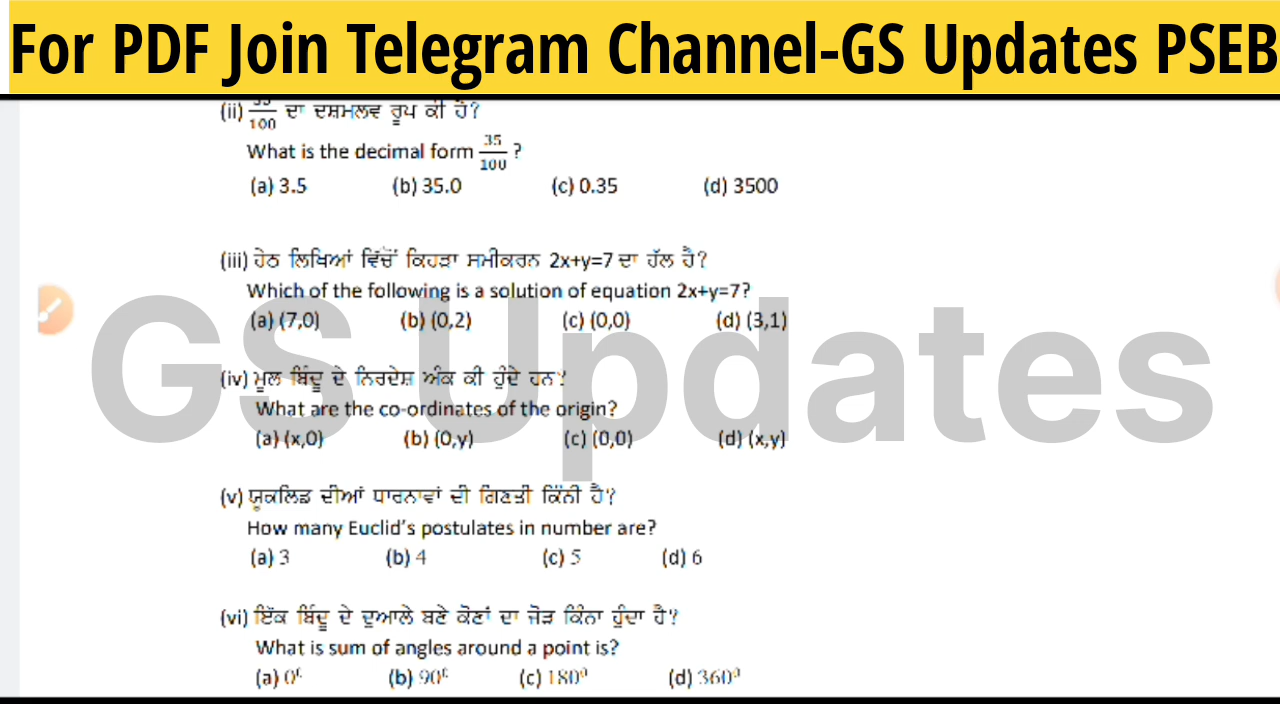 For PDF Join Telegram Channel-GS Updates PSEB
(ii) 35/100 ਦਾ ਦਸ਼ਮਲਵ ਰੂਪ ਕੀ ਹੈ?
What is the decimal form 35/100 ?
(a) 3.5 (b) 35.0 (c) 0.35 (d) 3500
(iii) ਹੇਠ ਲਿਖਿਆਂ ਵਿੱਚੋਂ ਕਿਹੜਾ ਸਮੀਕਰਨ 2x+y=7 ਦਾ ਹੱਲ ਹੈ?
Which of the following is a solution of equation 2x+y=7?
(a) (7,0) (b) (0,2) (c) (0,0) (d) (3,1)
GS Updates
(iv) ਮੂਲ ਬਿੰਦੂ ਦੇ ਨਿਰਦੇਸ਼ ਅੰਕ ਕੀ ਹੁੰਦੇ ਹਨ?
What are the co-ordinates of the origin?
(a) (x,0) (b) (0,y) (c) (0,0) (d) (x,y)
(v) ਯੂਕਲਿਡ ਦੀਆਂ ਧਾਰਨਾਵਾਂ ਦੀ ਗਿਣਤੀ ਕਿੰਨੀ ਹੈ?
How many Euclid's postulates in number are?
(a) 3 (b) 4 (c) 5 (d) 6
(vi) ਇੱਕ ਬਿੰਦੂ ਦੇ ਦੁਆਲੇ ਬਣੇ ਕੋਣਾਂ ਦਾ ਜੋੜ ਕਿੰਨਾ ਹੁੰਦਾ ਹੈ?
What is sum of angles around a point is?
(a) 0⁰ (b) 90⁰ (c) 180⁰ (d) 360⁰